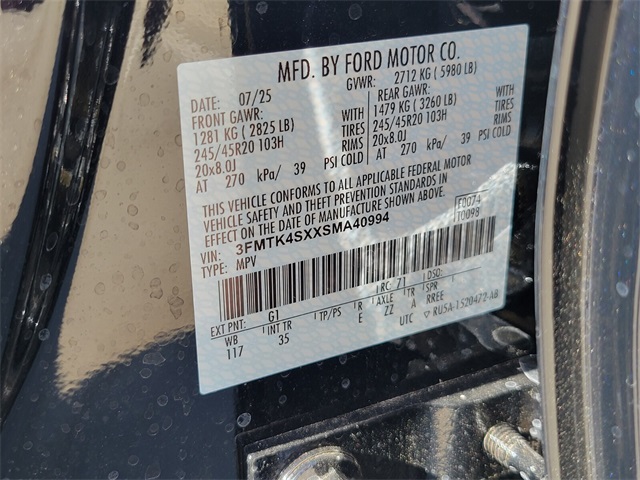 MFD. BY FORD MOTOR CO.
DATE: 07/25 GVWR: 2712 KG ( 5980 LB)
FRONT GAWR: REAR GAWR:
1281 KG ( 2825 LB) WITH 1479 KG ( 3260 LB) WITH
245/45R20 103H TIRES 245/45R20 103H TIRES
20x8.0J RIMS 20x8.0J RIMS
AT 270 kPa/ 39 PSI COLD AT 270 kPa/ 39 PSI COLD
THIS VEHICLE CONFORMS TO ALL APPLICABLE FEDERAL MOTOR
VEHICLE SAFETY AND THEFT PREVENTION STANDARDS IN
EFFECT ON THE DATE OF MANUFACTURE SHOWN ABOVE.
VIN: 3FMTK4SXXSMA40994 F0074
TYPE: MPV T0098
EXT PNT: G1 RC: 71 DSO:
WB INT TR TP/PS R AXLE TR SPR
117 35 E ZZ A RREE
UTC ▽ RU5A-1520472-AB